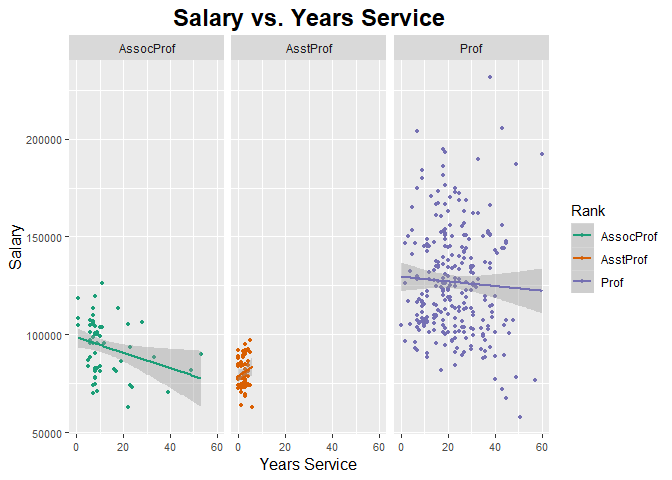 Salary vs. Years Service
AssocProf AsstProf Prof
200000
150000
100000
50000
Salary
0 20 40 60 0 20 40 60 0 20 40 60
Years Service
Rank
AssocProf
AsstProf
Prof